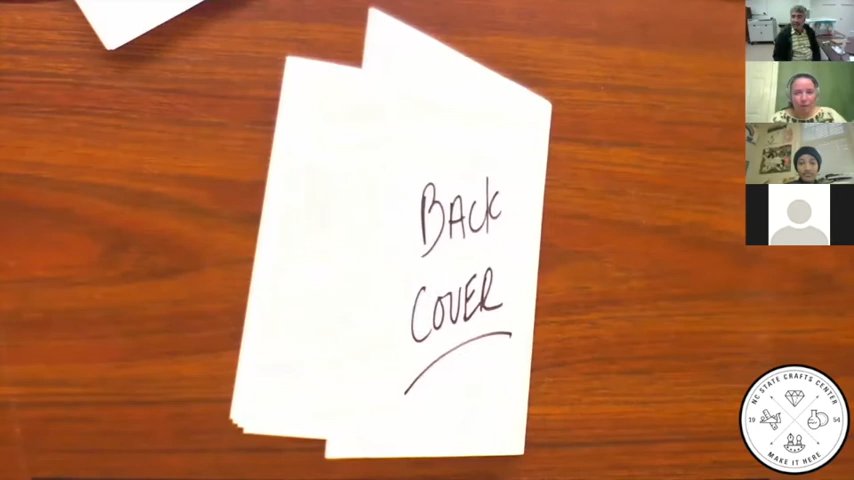 BACK
COVER
NC STATE CRAFTS CENTER
19 54
MAKE IT HERE